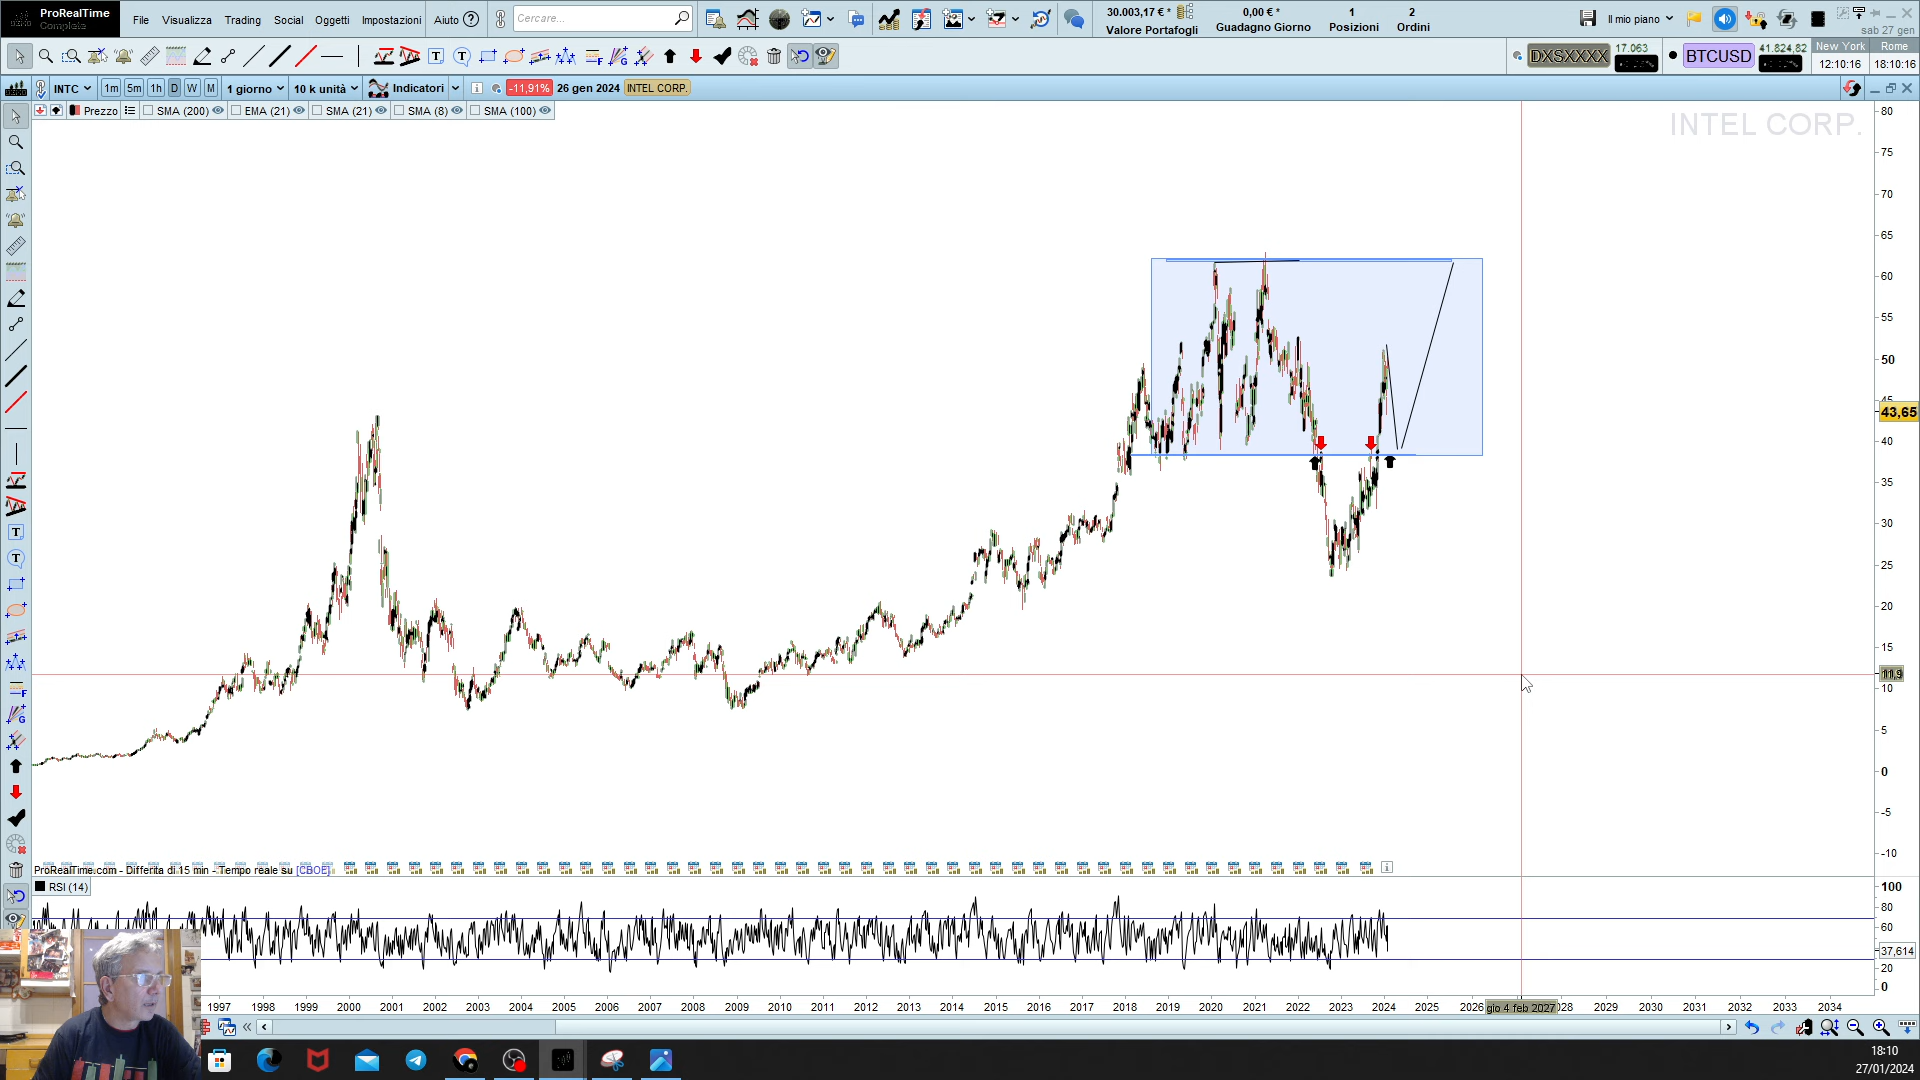 ProRealTime
Complete
File Visualizza Trading Social Oggetti Impostazioni Aiuto ?
Cercare...
30.003,17 € *
Valore Portafogli
0,00 € *
Guadagno Giorno
1
Posizioni
2
Ordini
Il mio piano
sab 27 gen
DXSXXXX 17.063
BTCUSD 41.824,82
New York
12:10:16
Rome
18:10:16
INTC 1m 5m 1h D W M 1 giorno 10 k unità Indicatori i -11,91% 26 gen 2024 INTEL CORP.
Prezzo SMA (200) EMA (21) SMA (21) SMA (8) SMA (100)
INTEL CORP.
80
75
70
65
60
55
50
45
43,65
40
35
30
25
20
15
11,9
10
5
0
-5
-10
ProRealTime.com - Differita di 15 min - Tempo reale su [CBOE]
RSI (14)
100
80
60
37,614
20
0
1997 1998 1999 2000 2001 2002 2003 2004 2005 2006 2007 2008 2009 2010 2011 2012 2013 2014 2015 2016 2017 2018 2019 2020 2021 2022 2023 2024 2025 2026 gio 4 feb 2027 028 2029 2030 2031 2032 2033 2034
18:10
27/01/2024